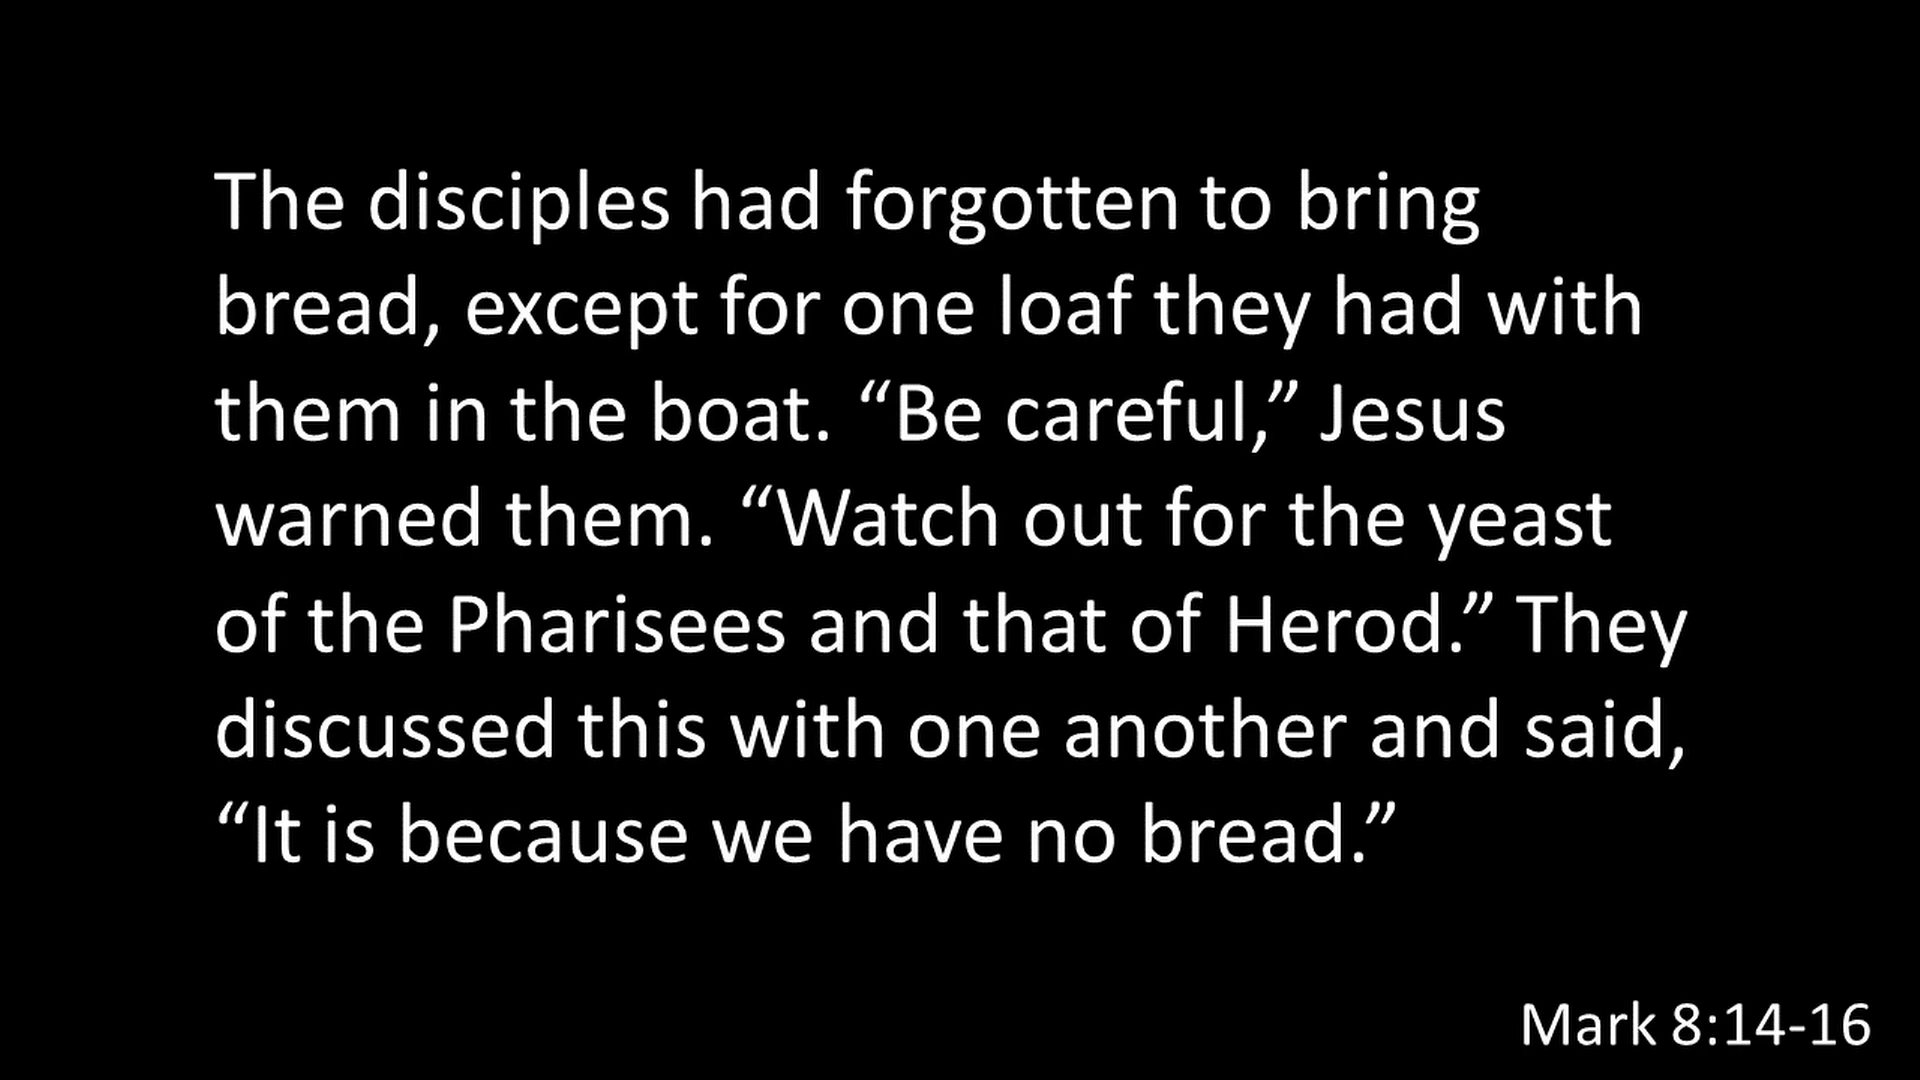 The disciples had forgotten to bring
bread, except for one loaf they had with
them in the boat. “Be careful,” Jesus
warned them. “Watch out for the yeast
of the Pharisees and that of Herod.” They
discussed this with one another and said,
“It is because we have no bread.”
Mark 8:14-16